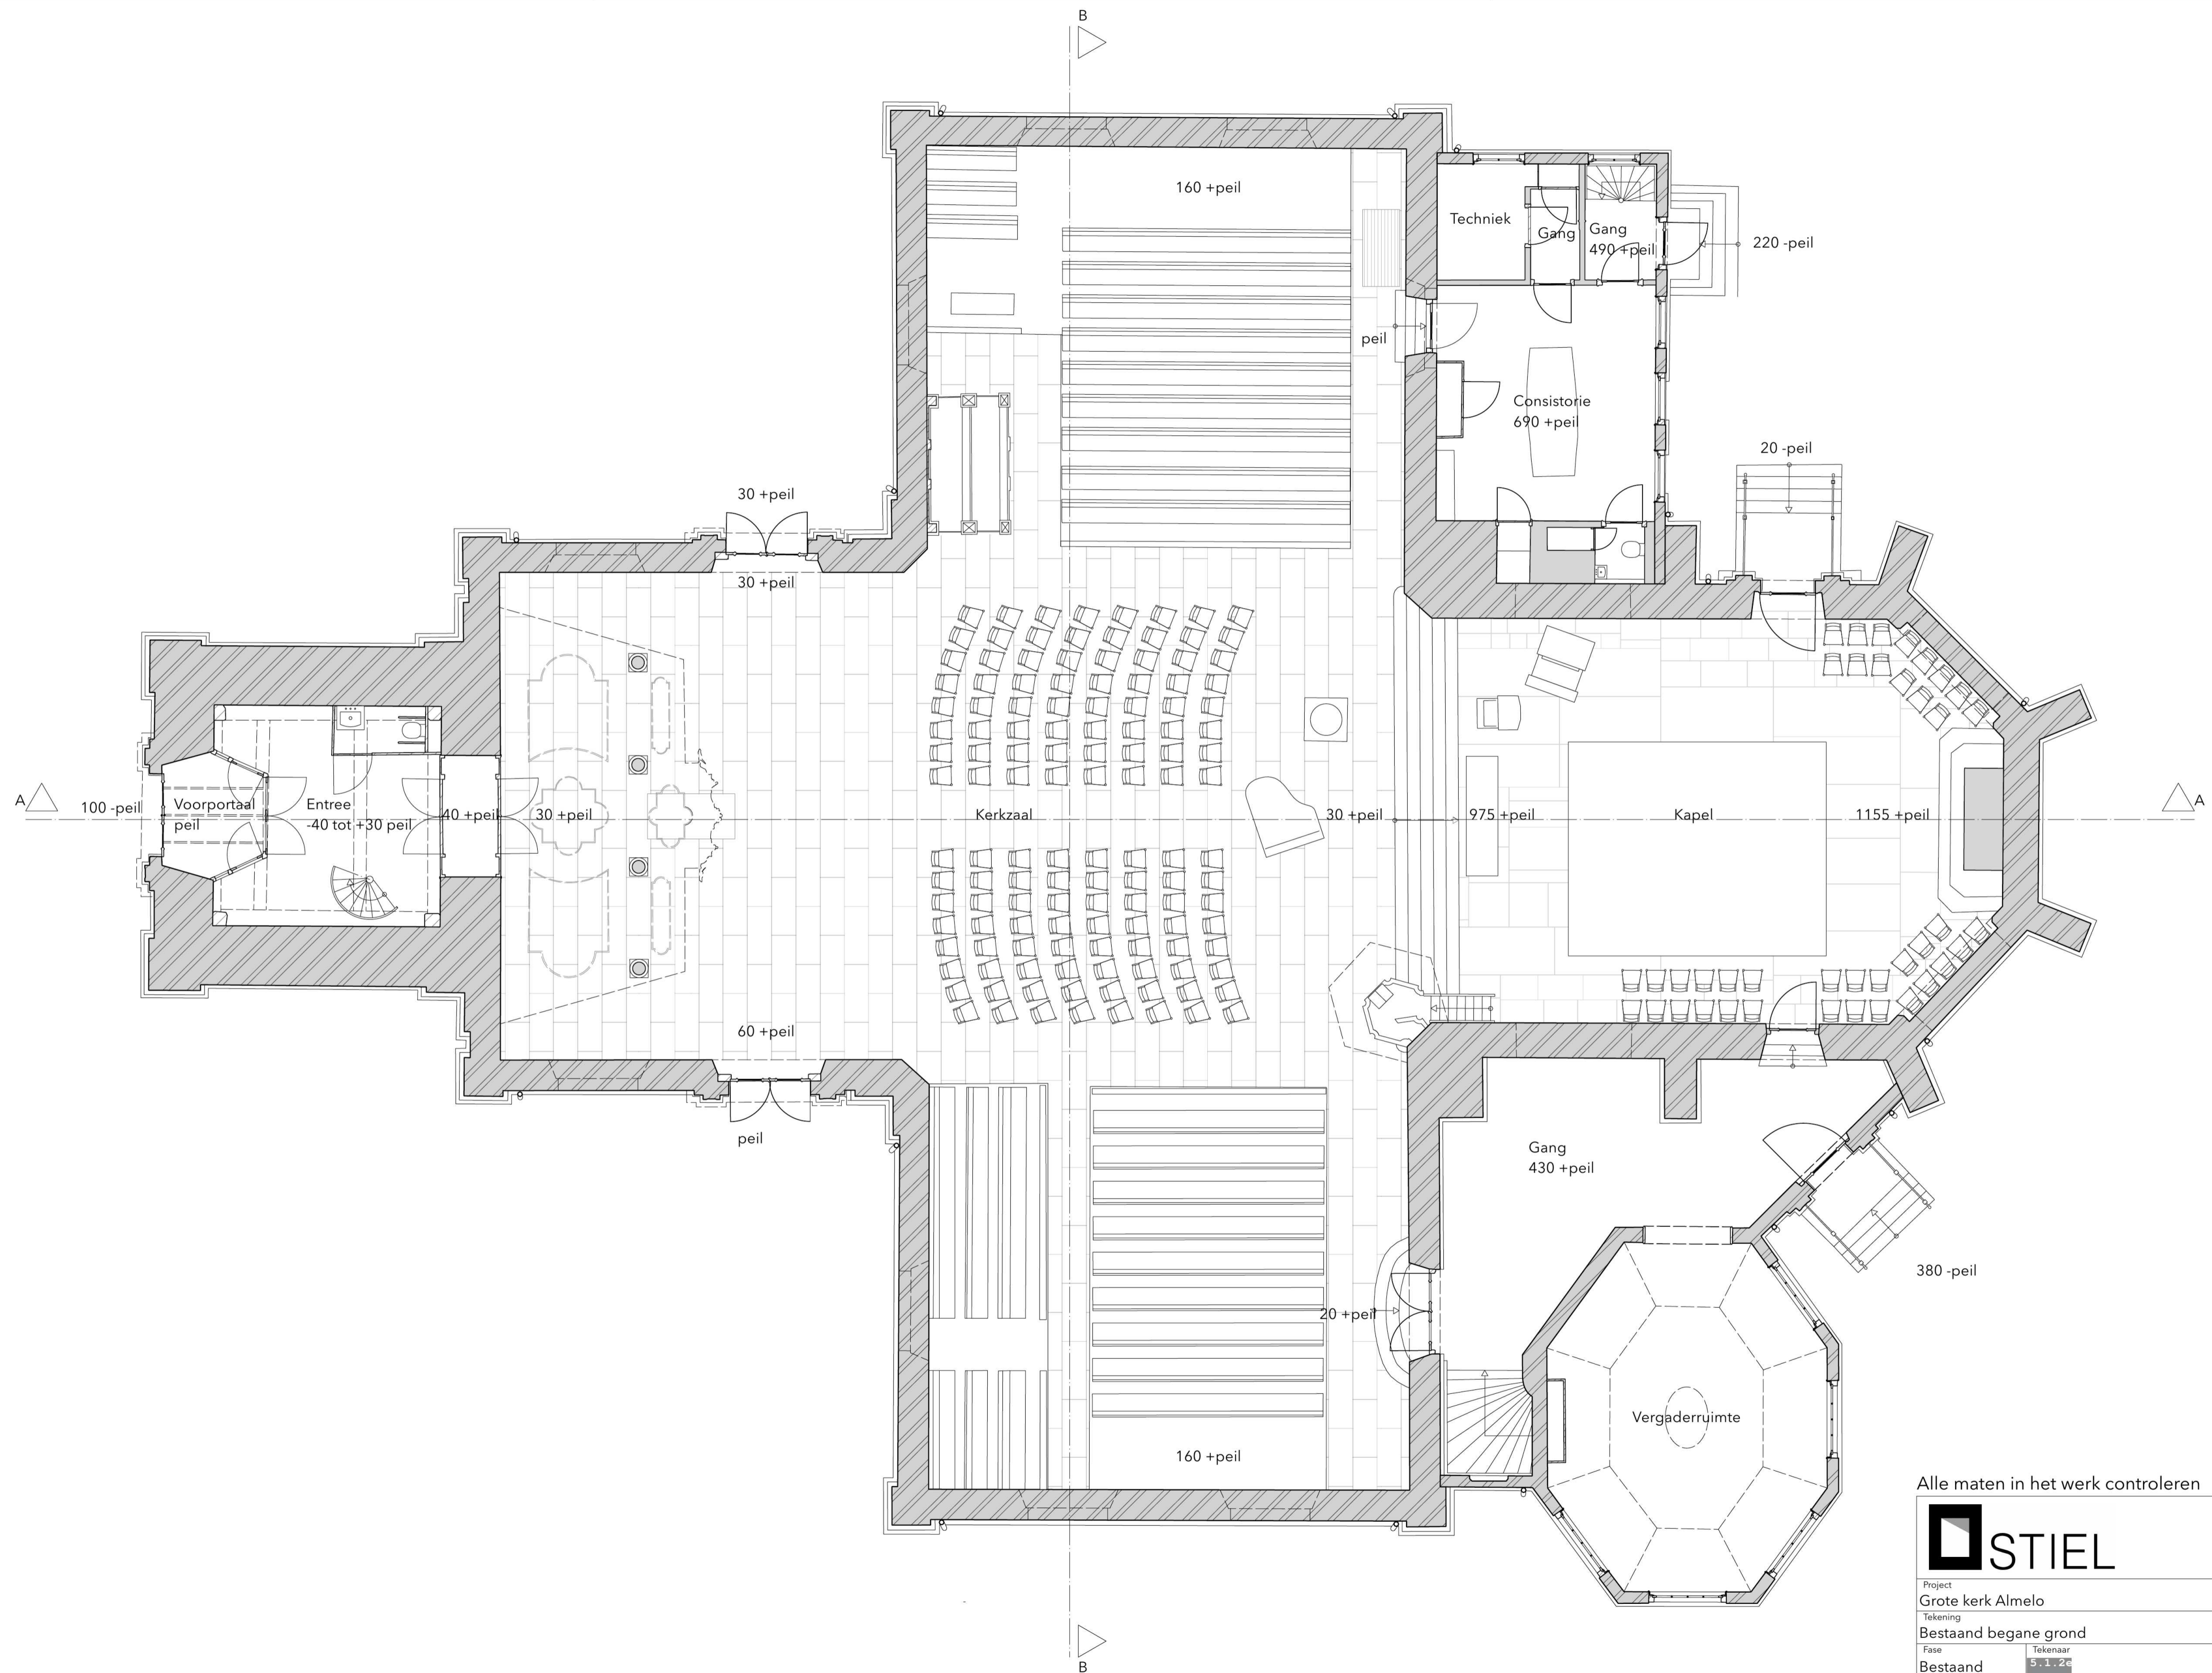 B
160 +peil
Techniek
Gang
Gang
490 +peil
220 -peil
peil
Consistorie
690 +peil
20 -peil
30 +peil
30 +peil
A
100 -peil
Voorportaal
peil
Entree
-40 tot +30 peil
40 +peil
30 +peil
Kerkzaal
30 +peil
975 +peil
Kapel
1155 +peil
A
60 +peil
peil
Gang
430 +peil
380 -peil
20 +peil
Vergaderruimte
160 +peil
B
Alle maten in het werk controleren
STIEL
Project
Grote kerk Almelo
Tekening
Bestaand begane grond
Fase
Tekenaar
Bestaand
5.1.2e